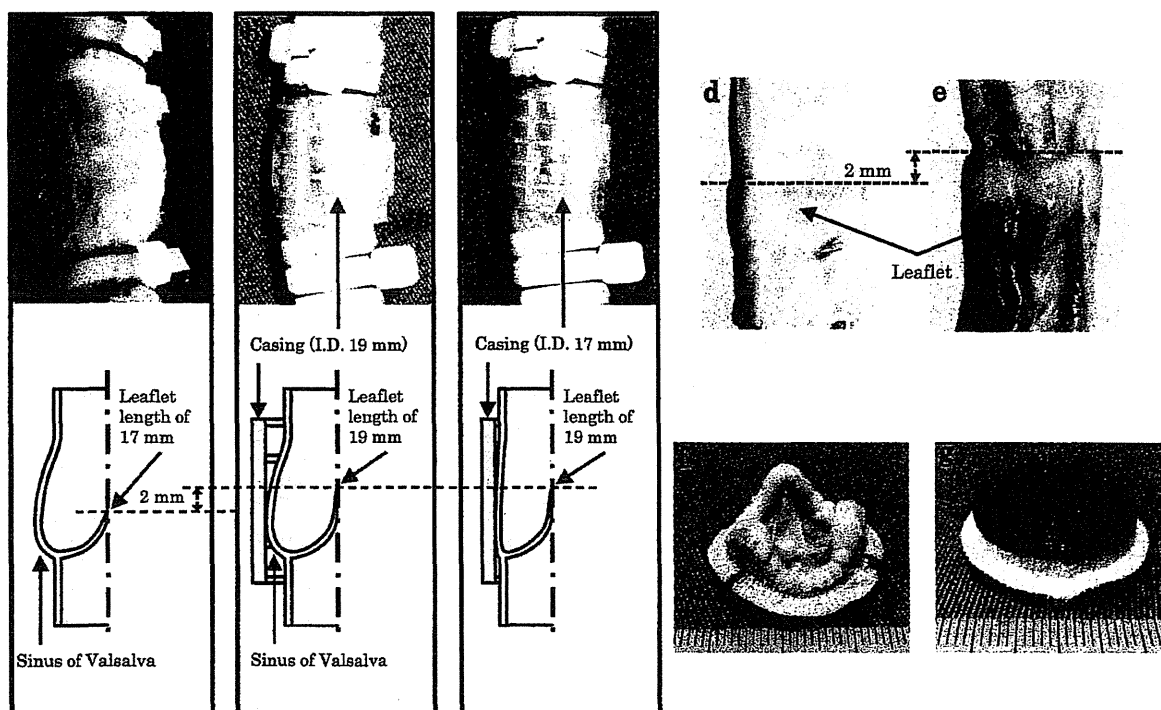 Leaflet
length of
17 mm
Sinus of Valsalva
2 mm
Casing (I.D. 19 mm)
Leaflet
length of
19 mm
Sinus of Valsalva
Casing (I.D. 17 mm)
Leaflet
length of
19 mm
d
e
2 mm
Leaflet